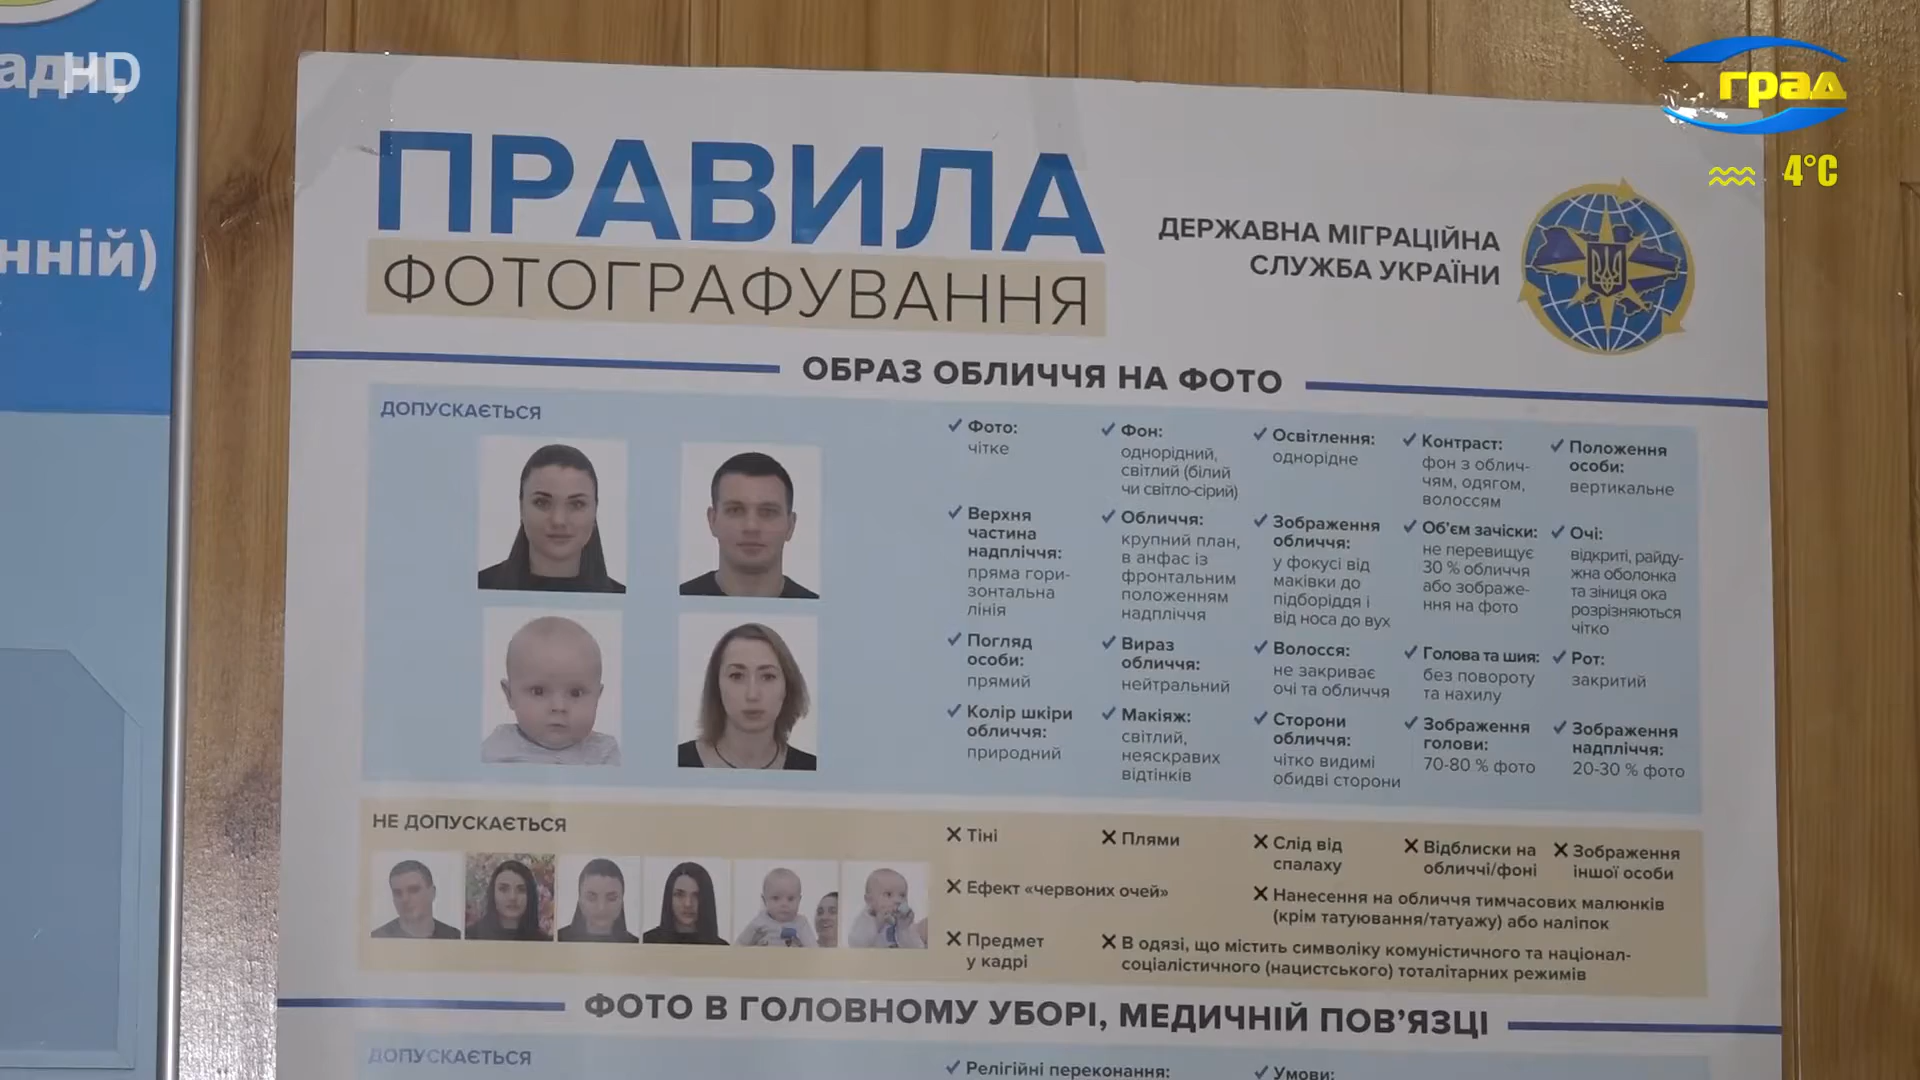 HD
нній)
град
4°C
ПРАВИЛА
ФОТОГРАФУВАННЯ
ДЕРЖАВНА МІГРАЦІЙНА
СЛУЖБА УКРАЇНИ
ОБРАЗ ОБЛИЧЧЯ НА ФОТО
ДОПУСКАЄТЬСЯ
Фото:
чітке
Фон:
однорідний,
світлий (білий
чи світло-сірий)
Освітлення:
однорідне
Контраст:
фон з облич-
чям, одягом,
волоссям
Положення
особи:
вертикальне
Верхня
частина
надпліччя:
пряма гори-
зонтальна
лінія
Обличчя:
крупний план,
в анфас із
фронтальним
положенням
надпліччя
Зображення
обличчя:
у фокусі від
маківки до
підборіддя і
від носа до вух
Об'єм зачіски:
не перевищує
30 % обличчя
або зображе-
ння на фото
Очі:
відкриті, райду-
жна оболонка
та зіниця ока
розрізняються
чітко
Погляд
особи:
прямий
Вираз
обличчя:
нейтральний
Волосся:
не закриває
очі та обличчя
Голова та шия:
без повороту
та нахилу
Рот:
закритий
Колір шкіри
обличчя:
природний
Макіяж:
світлий,
неяскравих
відтінків
Сторони
обличчя:
чітко видимі
обидві сторони
Зображення
голови:
70-80 % фото
Зображення
надпліччя:
20-30 % фото
НЕ ДОПУСКАЄТЬСЯ
Тіні
Плями
Слід від
спалаху
Відблиски на
обличчі/фоні
Зображення
іншої особи
Ефект «червоних очей»
Нанесення на обличчя тимчасових малюнків
(крім татуювання/татуажу) або наліпок
Предмет
у кадрі
В одязі, що містить символіку комуністичного та націонал-
соціалістичного (нацистського) тоталітарних режимів
ФОТО В ГОЛОВНОМУ УБОРІ, МЕДИЧНІЙ ПОВ'ЯЗЦІ
ДОПУСКАЄТЬСЯ
Релігійні переконання:
Умови: